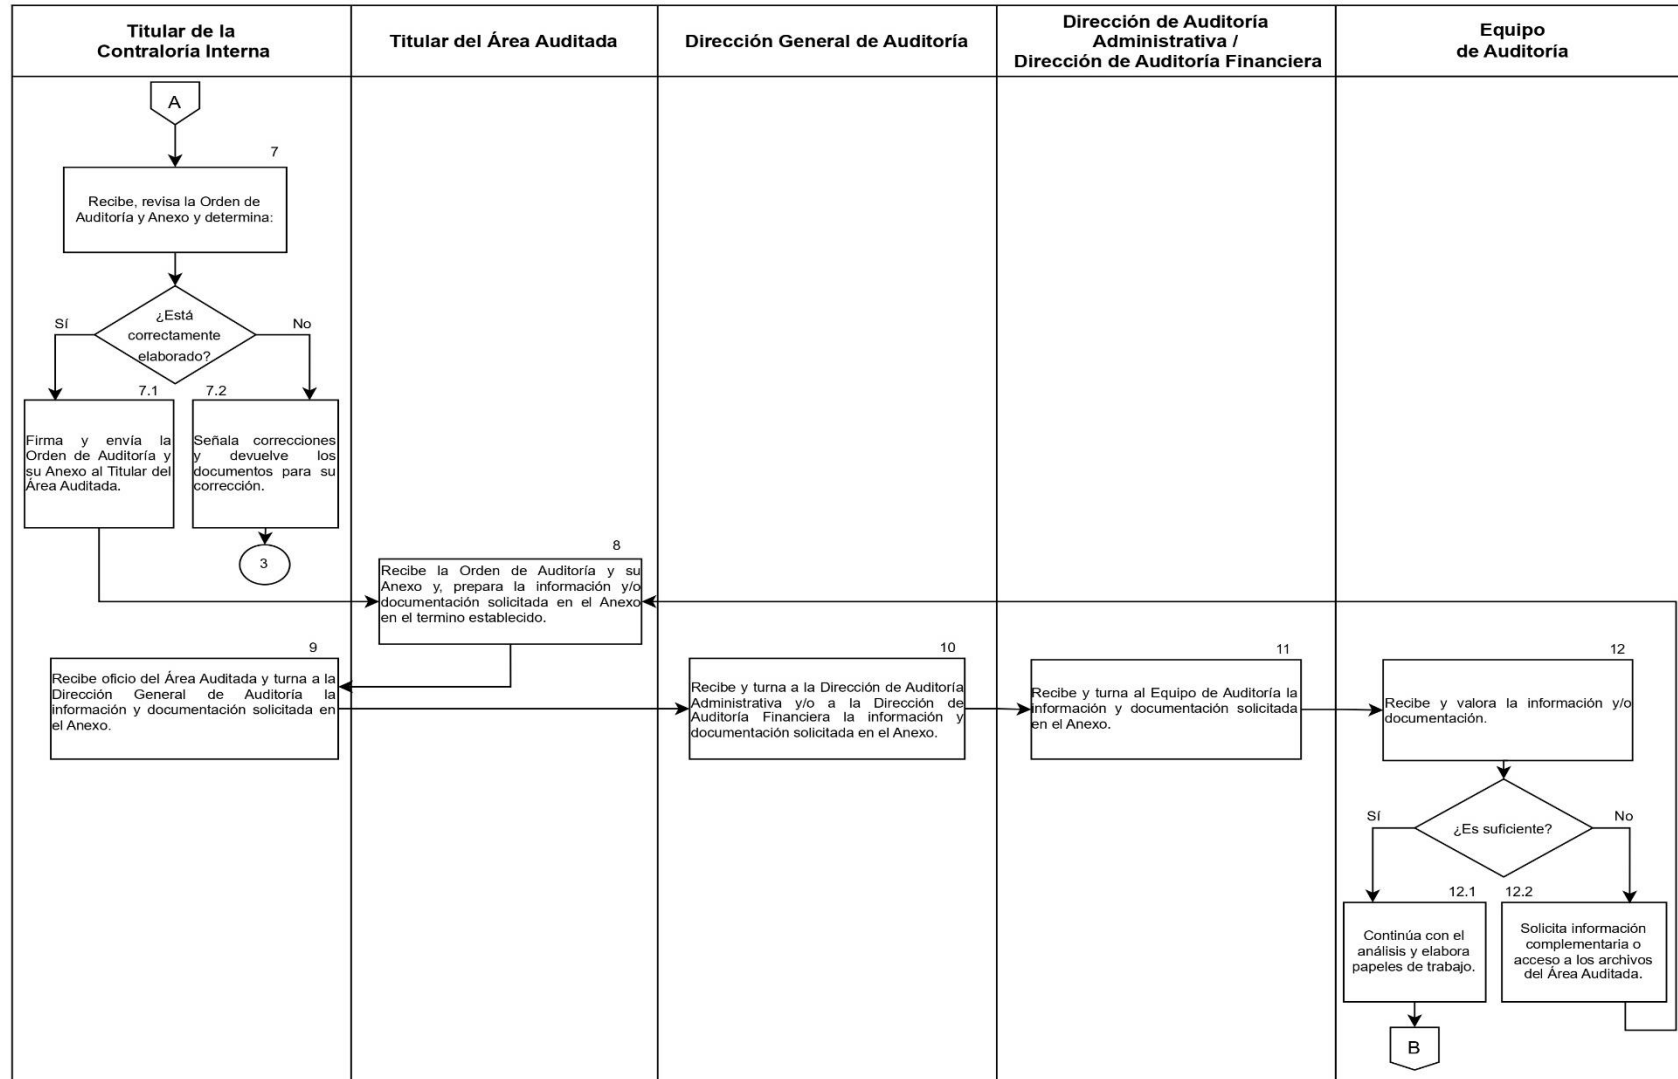 Titular de la
Contraloría Interna
Titular del Área Auditada
Dirección General de Auditoría
Dirección de Auditoría
Administrativa /
Dirección de Auditoría Financiera
Equipo
de Auditoría
A
7
Recibe, revisa la Orden de
Auditoría y Anexo y determina:
¿Está
correctamente
elaborado?
Sí
No
7.1
Firma y envía la
Orden de Auditoría y
su Anexo al Titular del
Área Auditada.
7.2
Señala correcciones
y devuelve los
documentos para su
corrección.
3
8
Recibe la Orden de Auditoría y su
Anexo y, prepara la información y/o
documentación solicitada en el Anexo
en el termino establecido.
9
Recibe oficio del Área Auditada y turna a la
Dirección General de Auditoría la
información y documentación solicitada en
el Anexo.
10
Recibe y turna a la Dirección de Auditoría
Administrativa y/o a la Dirección de
Auditoría Financiera la información y
documentación solicitada en el Anexo.
11
Recibe y turna al Equipo de Auditoría la
información y documentación solicitada
en el Anexo.
12
Recibe y valora la información y/o
documentación.
¿Es suficiente?
Sí
No
12.1
Continúa con el
análisis y elabora
papeles de trabajo.
12.2
Solicita información
complementaria o
acceso a los archivos
del Área Auditada.
B